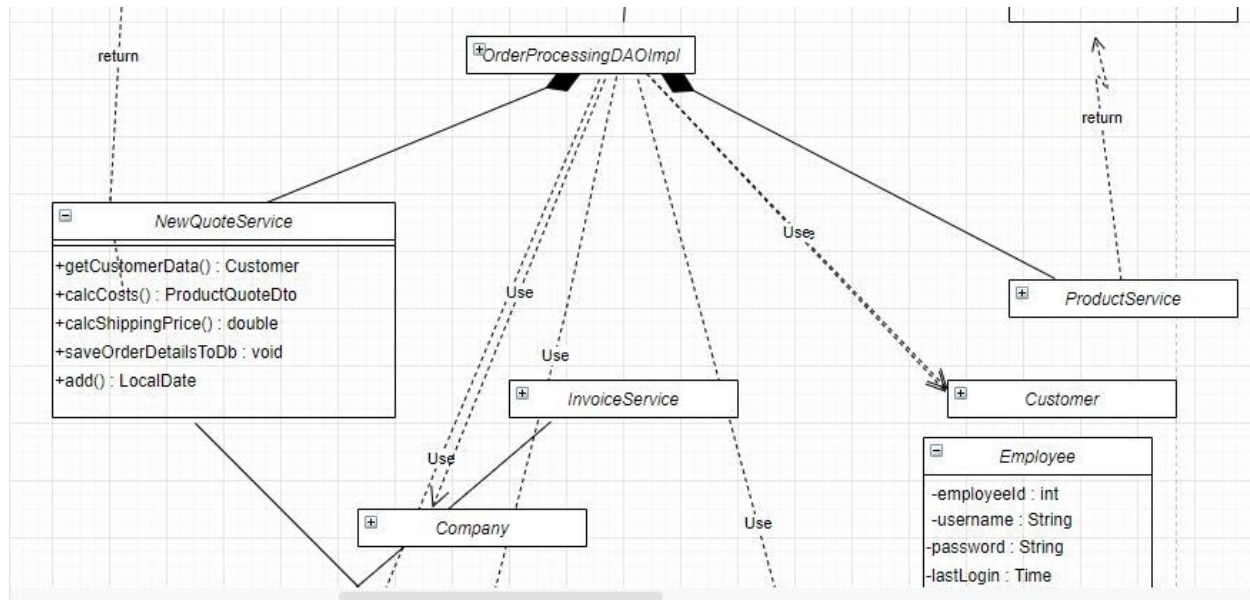 return
OrderProcessingDAOImpl
return
NewQuoteService
+getCustomerData() : Customer
+calcCosts() : ProductQuoteDto
+calcShippingPrice() : double
+saveOrderDetailsToDb : void
+add() : LocalDate
Use
Use
ProductService
Use
InvoiceService
Customer
Use
Employee
-employeeId : int
-username : String
-password : String
-lastLogin : Time
Company
Use